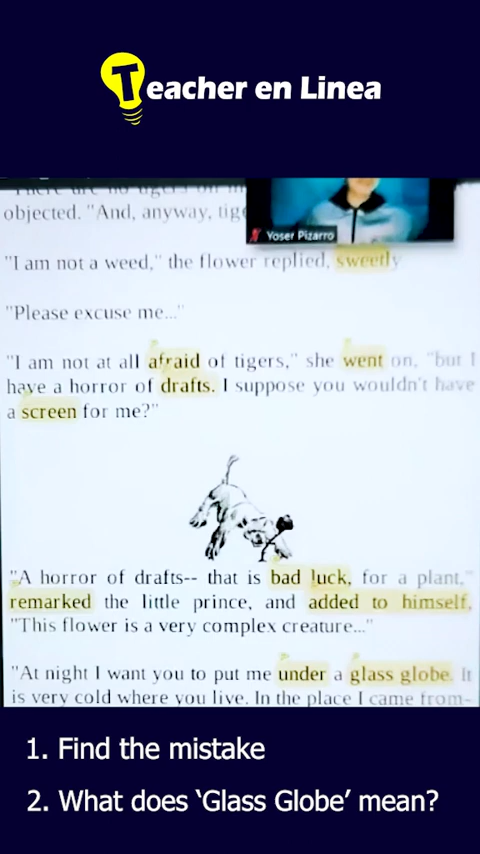 Teacher en Linea
There are no tigers on
objected. "And, anyway,
Yoser Pizarro
"I am not a weed," the flower replied, sweetly
"Please excuse me..."
"I am not at all afraid of tigers," she went on, "but I
have a horror of drafts. I suppose you wouldn't have
a screen for me?"
"A horror of drafts-- that is bad luck, for a plant,"
remarked the little prince, and added to himself,
"This flower is a very complex creature..."
"At night I want you to put me under a glass globe. It
is very cold where you live. In the place I came from--
1. Find the mistake
2. What does ‘Glass Globe’ mean?